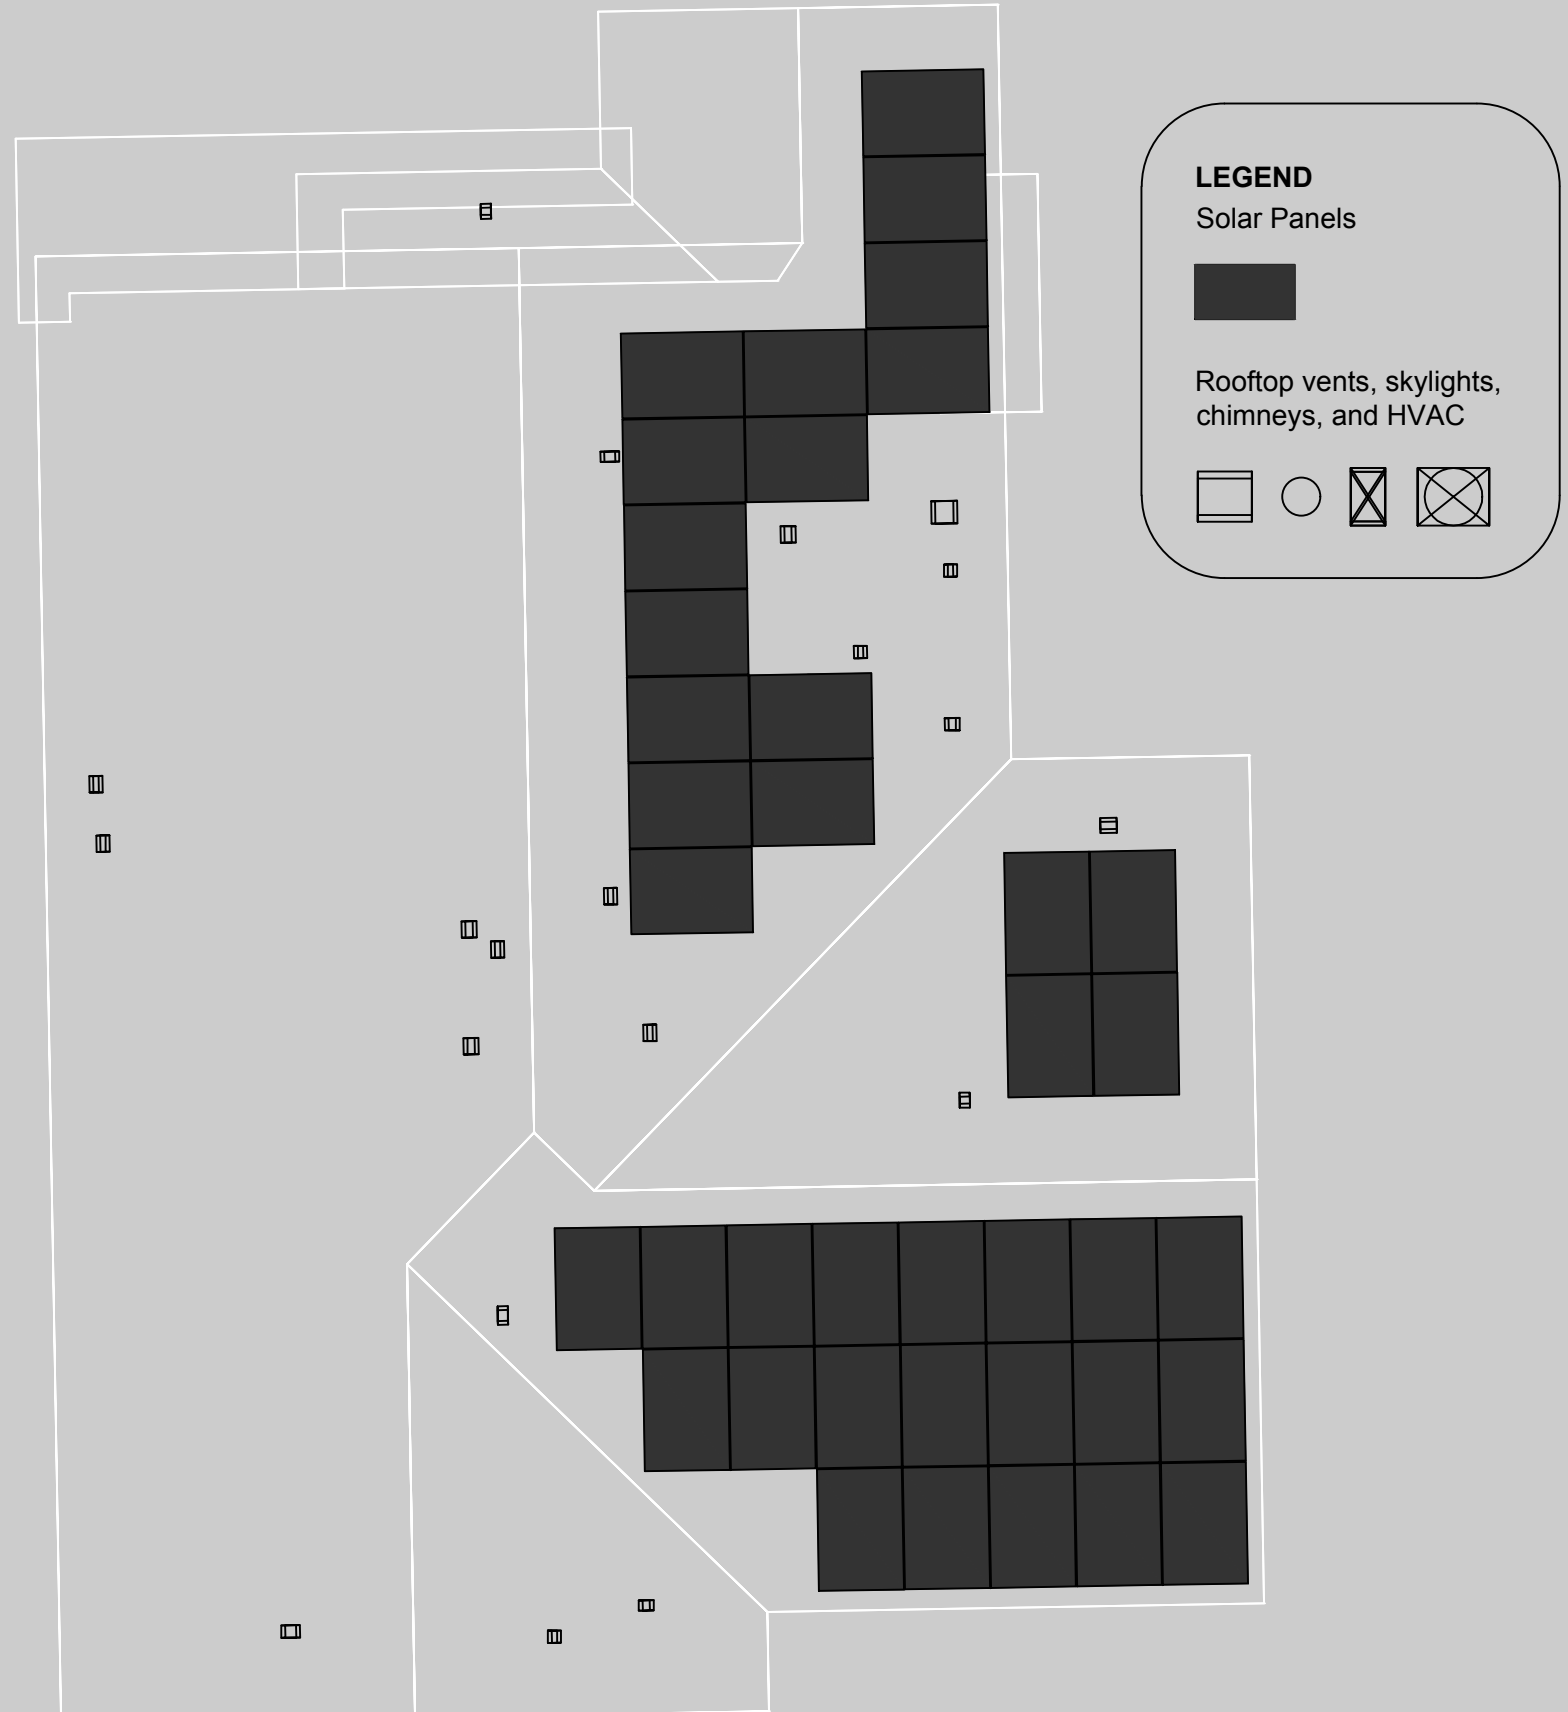 LEGEND
Solar Panels
Rooftop vents, skylights,
chimneys, and HVAC